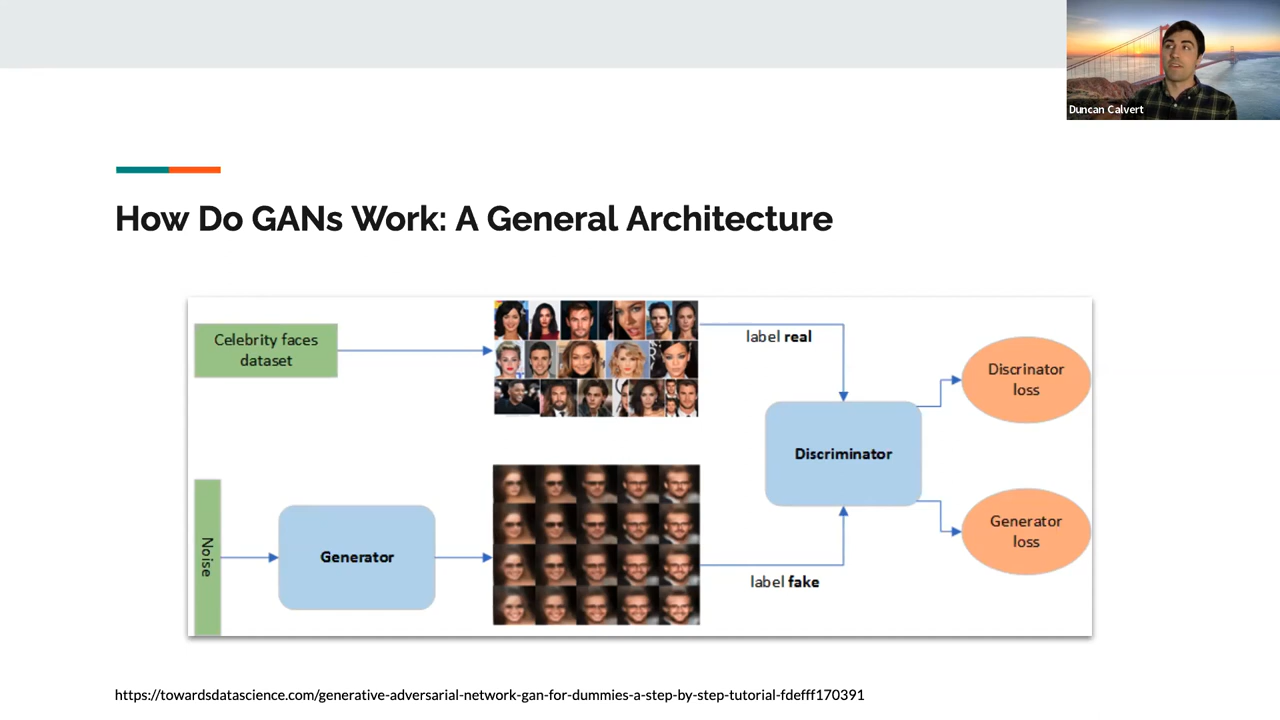 Duncan Calvert
How Do GANs Work: A General Architecture
Celebrity faces
dataset
label real
Discrinator
loss
Discriminator
Generator
loss
Noise
Generator
label fake
https://towardsdatascience.com/generative-adversarial-network-gan-for-dummies-a-step-by-step-tutorial-fdefff170391